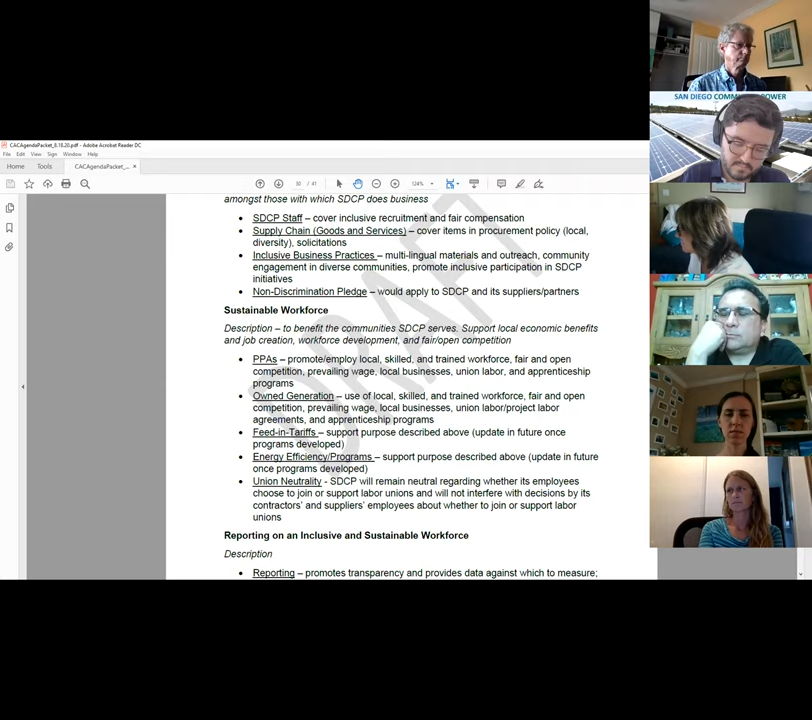 SAN DIEGO COMMUNITY POWER
CACAgendaPacket_8.18.20.pdf - Adobe Acrobat Reader DC
File Edit View Sign Window Help
Home Tools CACAgendaPacket_... ×
30 / 41 124%
amongst those with which SDCP does business
• SDCP Staff – cover inclusive recruitment and fair compensation
• Supply Chain (Goods and Services) – cover items in procurement policy (local,
diversity), solicitations
• Inclusive Business Practices – multi-lingual materials and outreach, community
engagement in diverse communities, promote inclusive participation in SDCP
initiatives
• Non-Discrimination Pledge – would apply to SDCP and its suppliers/partners
Sustainable Workforce
Description – to benefit the communities SDCP serves. Support local economic benefits
and job creation, workforce development, and fair/open competition
• PPAs – promote/employ local, skilled, and trained workforce, fair and open
competition, prevailing wage, local businesses, union labor, and apprenticeship
programs
• Owned Generation – use of local, skilled, and trained workforce, fair and open
competition, prevailing wage, local businesses, union labor/project labor
agreements, and apprenticeship programs
• Feed-in-Tariffs – support purpose described above (update in future once
programs developed)
• Energy Efficiency/Programs – support purpose described above (update in future
once programs developed)
• Union Neutrality - SDCP will remain neutral regarding whether its employees
choose to join or support labor unions and will not interfere with decisions by its
contractors' and suppliers' employees about whether to join or support labor
unions
Reporting on an Inclusive and Sustainable Workforce
Description
• Reporting – promotes transparency and provides data against which to measure;
DRAFT